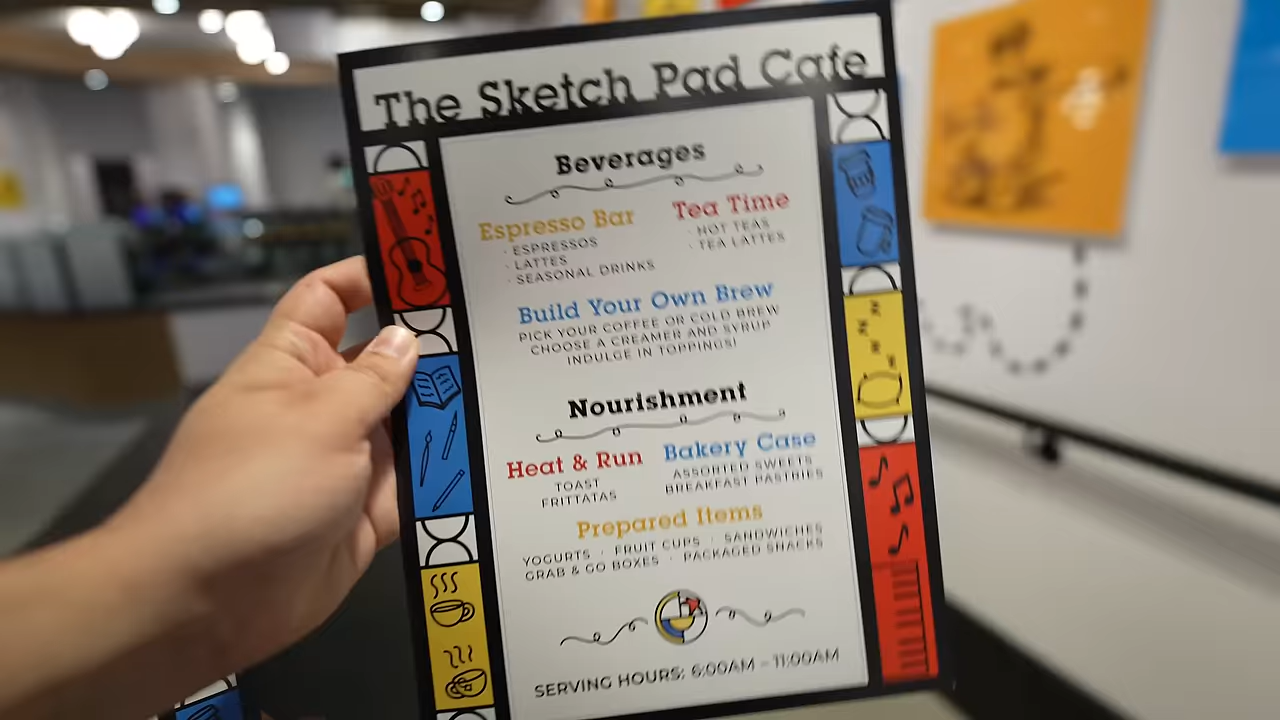 The Sketch Pad Cafe
Beverages
Espresso Bar
· ESPRESSOS
· LATTES
· SEASONAL DRINKS
Tea Time
· HOT TEAS
· TEA LATTES
Build Your Own Brew
PICK YOUR COFFEE OR COLD BREW
CHOOSE A CREAMER AND SYRUP
INDULGE IN TOPPINGS!
Nourishment
Heat & Run
TOAST
FRITTATAS
Bakery Case
ASSORTED SWEETS
BREAKFAST PASTRIES
Prepared Items
YOGURTS · FRUIT CUPS · SANDWICHES
GRAB & GO BOXES · PACKAGED SNACKS
SERVING HOURS: 6:00AM - 11:00AM